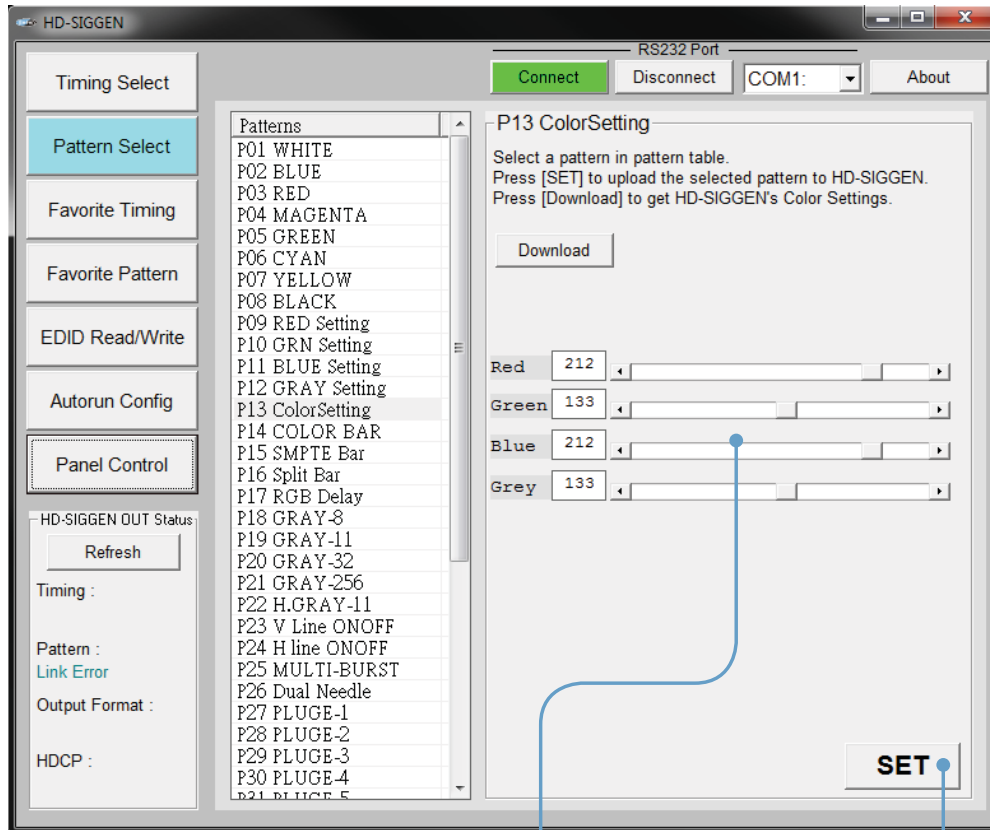 HD-SIGGEN
RS232 Port
Connect
Disconnect
COM1:
About
Timing Select
Pattern Select
Favorite Timing
Favorite Pattern
EDID Read/Write
Autorun Config
Panel Control
HD-SIGGEN OUT Status
Refresh
Timing :
Pattern :
Link Error
Output Format :
HDCP :
Patterns
P01 WHITE
P02 BLUE
P03 RED
P04 MAGENTA
P05 GREEN
P06 CYAN
P07 YELLOW
P08 BLACK
P09 RED Setting
P10 GRN Setting
P11 BLUE Setting
P12 GRAY Setting
P13 ColorSetting
P14 COLOR BAR
P15 SMPTE Bar
P16 Split Bar
P17 RGB Delay
P18 GRAY-8
P19 GRAY-11
P20 GRAY-32
P21 GRAY-256
P22 H.GRAY-11
P23 V Line ONOFF
P24 H line ONOFF
P25 MULTI-BURST
P26 Dual Needle
P27 PLUGE-1
P28 PLUGE-2
P29 PLUGE-3
P30 PLUGE-4
P31 PLUGE-5
P13 ColorSetting
Select a pattern in pattern table.
Press [SET] to upload the selected pattern to HD-SIGGEN.
Press [Download] to get HD-SIGGEN's Color Settings.
Download
Red 212
Green 133
Blue 212
Grey 133
SET